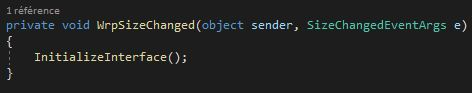 1 référence
private void WrpSizeChanged(object sender, SizeChangedEventArgs e)
{
    InitializeInterface();
}